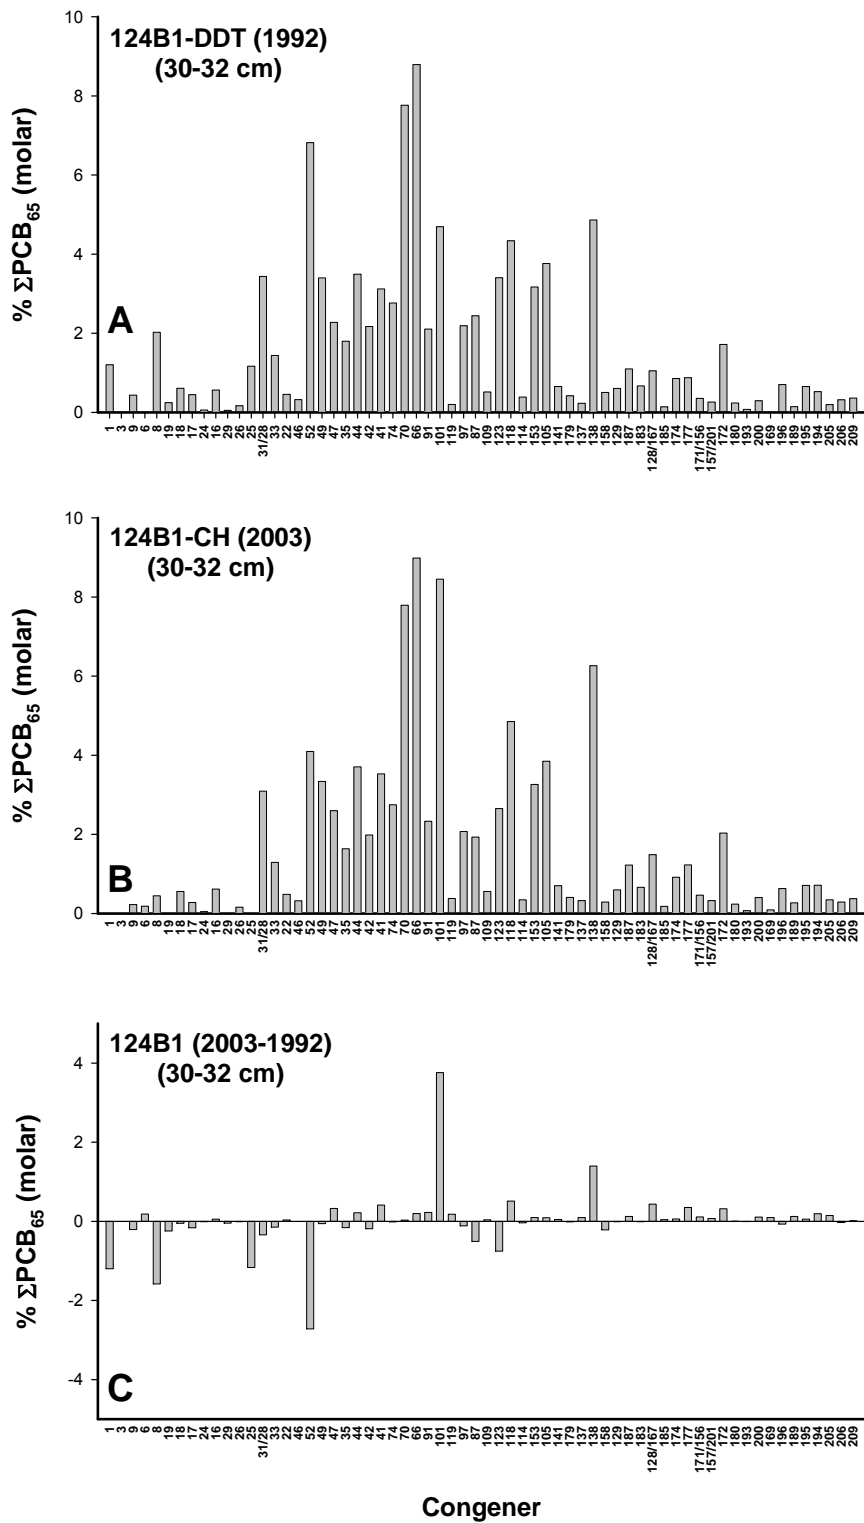 10
8
6
4
2
0
% ΣPCB65 (molar)
124B1-DDT (1992)
(30-32 cm)
A
1 3 9 6 8 19 18 17 24 16 29 26 25 31/28 33 22 46 52 49 47 35 44 42 41 74 70 66 91 101 119 97 87 109 123 118 114 153 105 141 179 137 138 158 129 187 183 128/167 185 174 177 171/156 157/201 172 180 193 200 169 196 189 195 194 205 206 209
10
8
6
4
2
0
% ΣPCB65 (molar)
124B1-CH (2003)
(30-32 cm)
B
1 3 9 6 8 19 18 17 24 16 29 26 25 31/28 33 22 46 52 49 47 35 44 42 41 74 70 66 91 101 119 97 87 109 123 118 114 153 105 141 179 137 138 158 129 187 183 128/167 185 174 177 171/156 157/201 172 180 193 200 169 196 189 195 194 205 206 209
4
2
0
-2
-4
% ΣPCB65 (molar)
124B1 (2003-1992)
(30-32 cm)
C
1 3 9 6 8 19 18 17 24 16 29 26 25 31/28 33 22 46 52 49 47 35 44 42 41 74 70 66 91 101 119 97 87 109 123 118 114 153 105 141 179 137 138 158 129 187 183 128/167 185 174 177 171/156 157/201 172 180 193 200 169 196 189 195 194 205 206 209
Congener